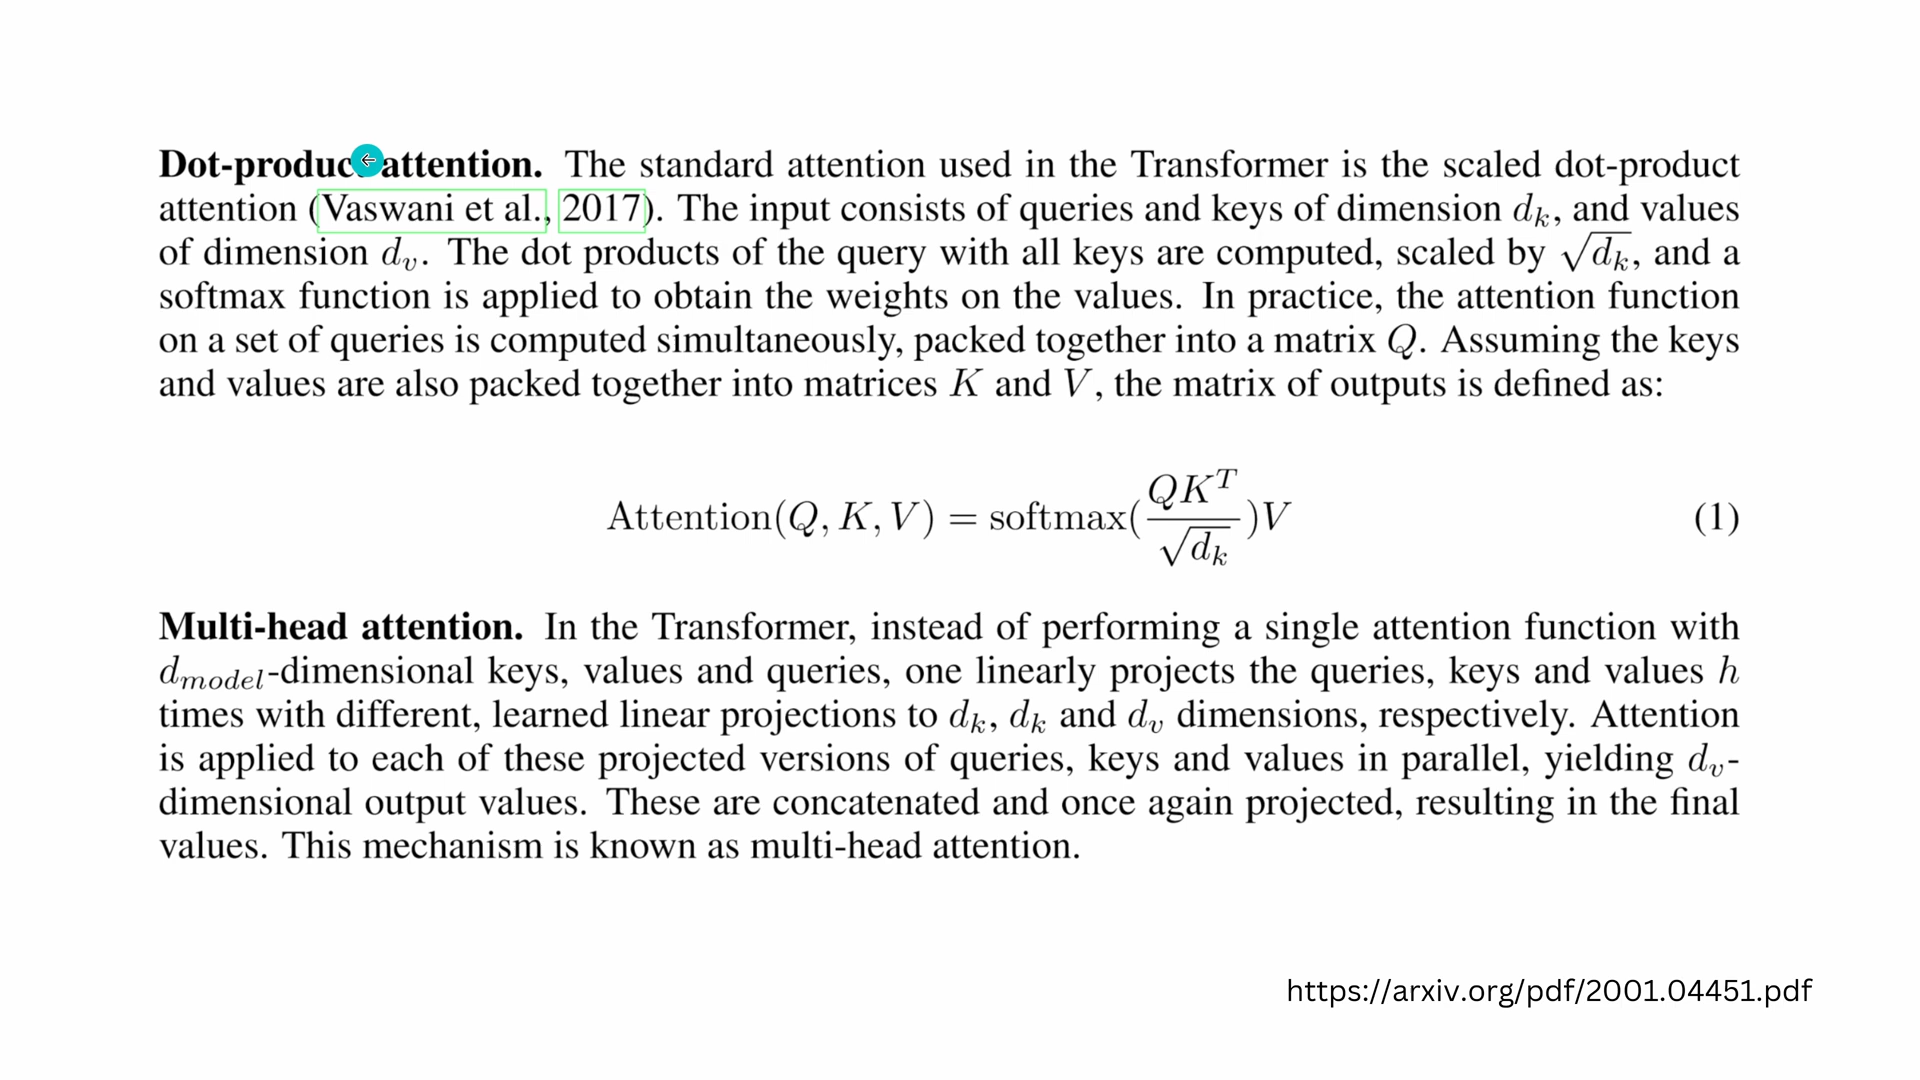 Dot-product attention. The standard attention used in the Transformer is the scaled dot-product
attention (Vaswani et al., 2017). The input consists of queries and keys of dimension d_k, and values
of dimension d_v. The dot products of the query with all keys are computed, scaled by √d_k, and a
softmax function is applied to obtain the weights on the values. In practice, the attention function
on a set of queries is computed simultaneously, packed together into a matrix Q. Assuming the keys
and values are also packed together into matrices K and V, the matrix of outputs is defined as:
Attention(Q, K, V) = softmax(QK^T/√d_k)V (1)
Multi-head attention. In the Transformer, instead of performing a single attention function with
d_model-dimensional keys, values and queries, one linearly projects the queries, keys and values h
times with different, learned linear projections to d_k, d_k and d_v dimensions, respectively. Attention
is applied to each of these projected versions of queries, keys and values in parallel, yielding d_v-
dimensional output values. These are concatenated and once again projected, resulting in the final
values. This mechanism is known as multi-head attention.
https://arxiv.org/pdf/2001.04451.pdf